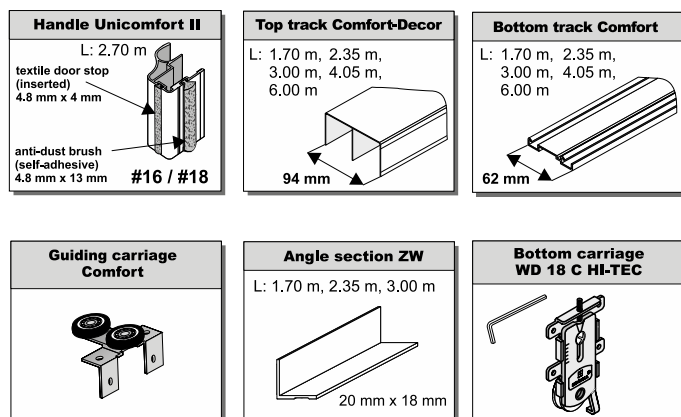 Handle Unicomfort II
L: 2.70 m
textile door stop
(inserted)
4.8 mm x 4 mm
anti-dust brush
(self-adhesive)
4.8 mm x 13 mm
#16 / #18
Top track Comfort-Decor
L: 1.70 m, 2.35 m,
3.00 m, 4.05 m,
6.00 m
94 mm
Bottom track Comfort
L: 1.70 m, 2.35 m,
3.00 m, 4.05 m,
6.00 m
62 mm
Guiding carriage
Comfort
Angle section ZW
L: 1.70 m, 2.35 m, 3.00 m
20 mm x 18 mm
Bottom carriage
WD 18 C HI-TEC